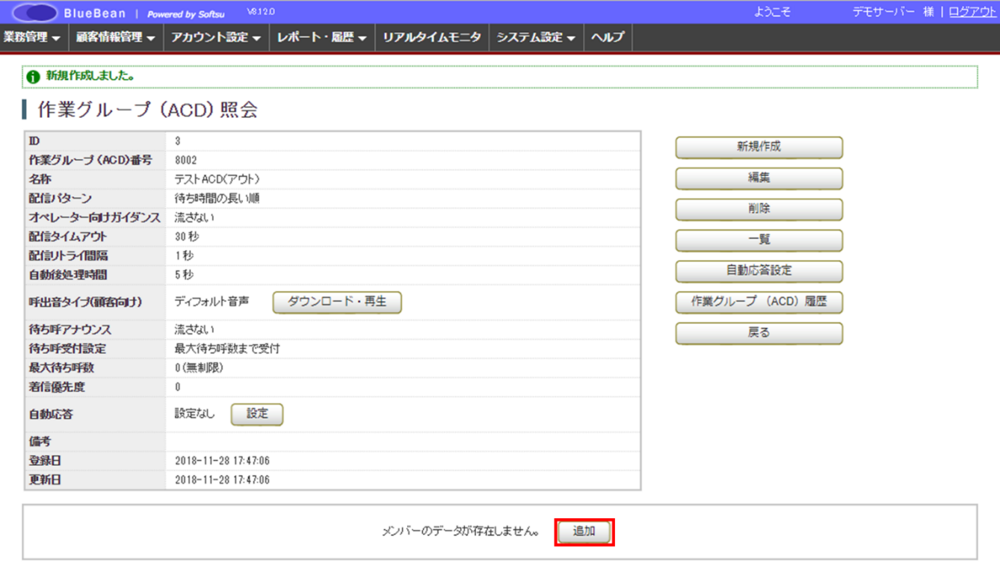 BlueBean | Powered by Softsu V3.12.0 ようこそ デモサーバー 様 | ログアウト
業務管理 顧客情報管理 アカウント設定 レポート・履歴 リアルタイムモニタ システム設定 ヘルプ
新規作成しました。
作業グループ (ACD) 照会
ID 3
作業グループ (ACD)番号 8002
名称 テストACD(アウト)
配信パターン 待ち時間の長い順
オペレーター向けガイダンス 流さない
配信タイムアウト 30 秒
配信リトライ間隔 1 秒
自動後処理時間 5 秒
呼出音タイプ(顧客向け) ディフォルト音声 ダウンロード・再生
待ち呼アナウンス 流さない
待ち呼受付設定 最大待ち呼数まで受付
最大待ち呼数 0 (無制限)
着信優先度 0
自動応答 設定なし 設定
備考
登録日 2018-11-28 17:47:06
更新日 2018-11-28 17:47:06
新規作成
編集
削除
一覧
自動応答設定
作業グループ (ACD) 履歴
戻る
メンバーのデータが存在しません。 追加